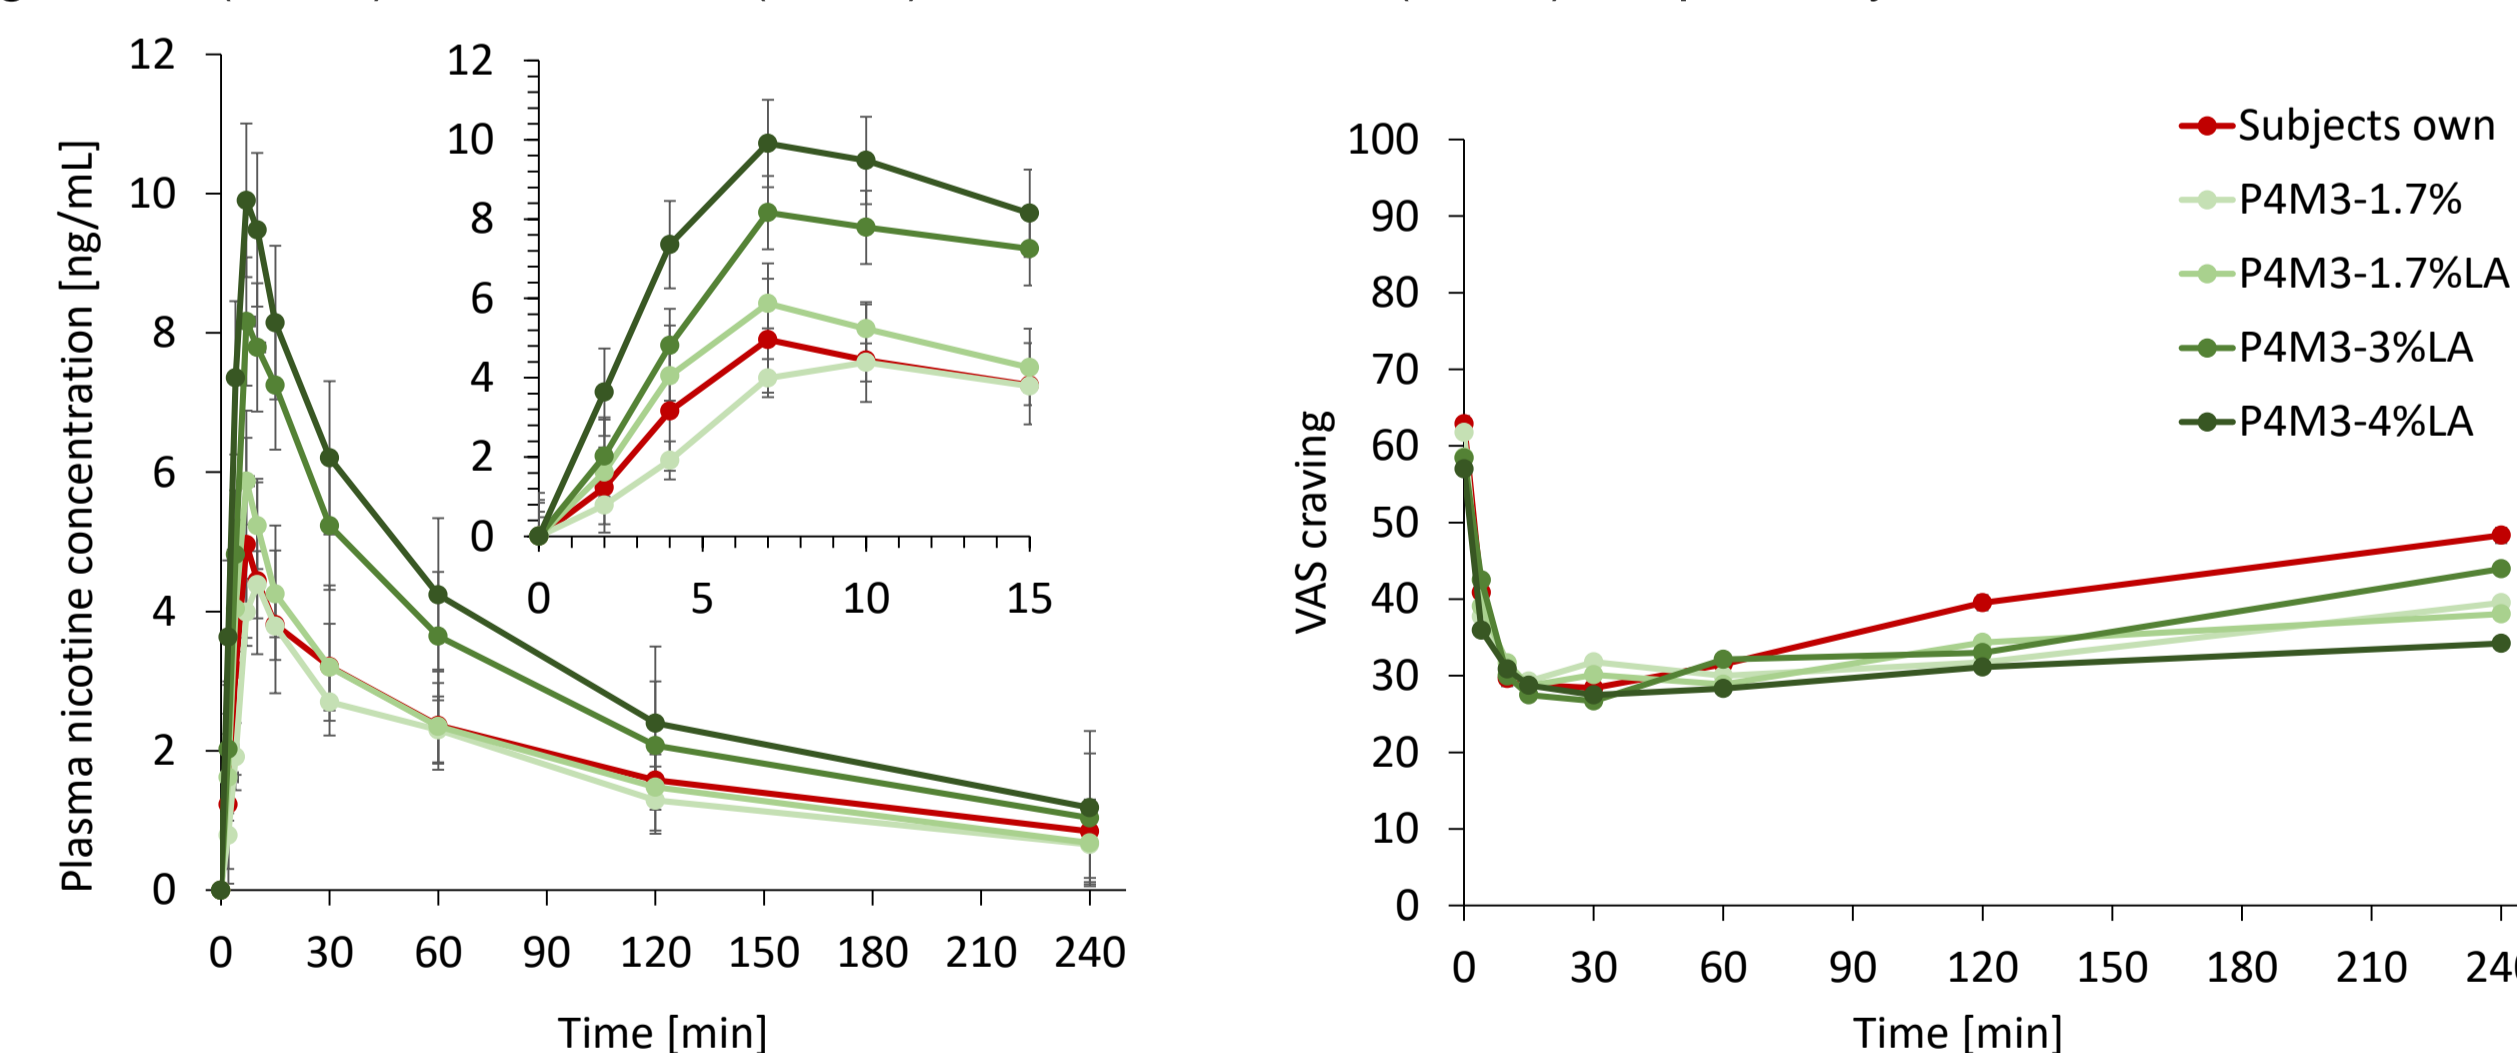 Plasma nicotine concentration [ng/mL]
12
10
8
6
4
2
0
0 30 60 90 120 150 180 210 240
Time [min]
12
10
8
6
4
2
0
0 5 10 15
VAS craving
100
90
80
70
60
50
40
30
20
10
0
0 30 60 90 120 150 180 210
Time [min]
Subjects own
P4M3-1.7%
P4M3-1.7%LA
P4M3-3%LA
P4M3-4%LA